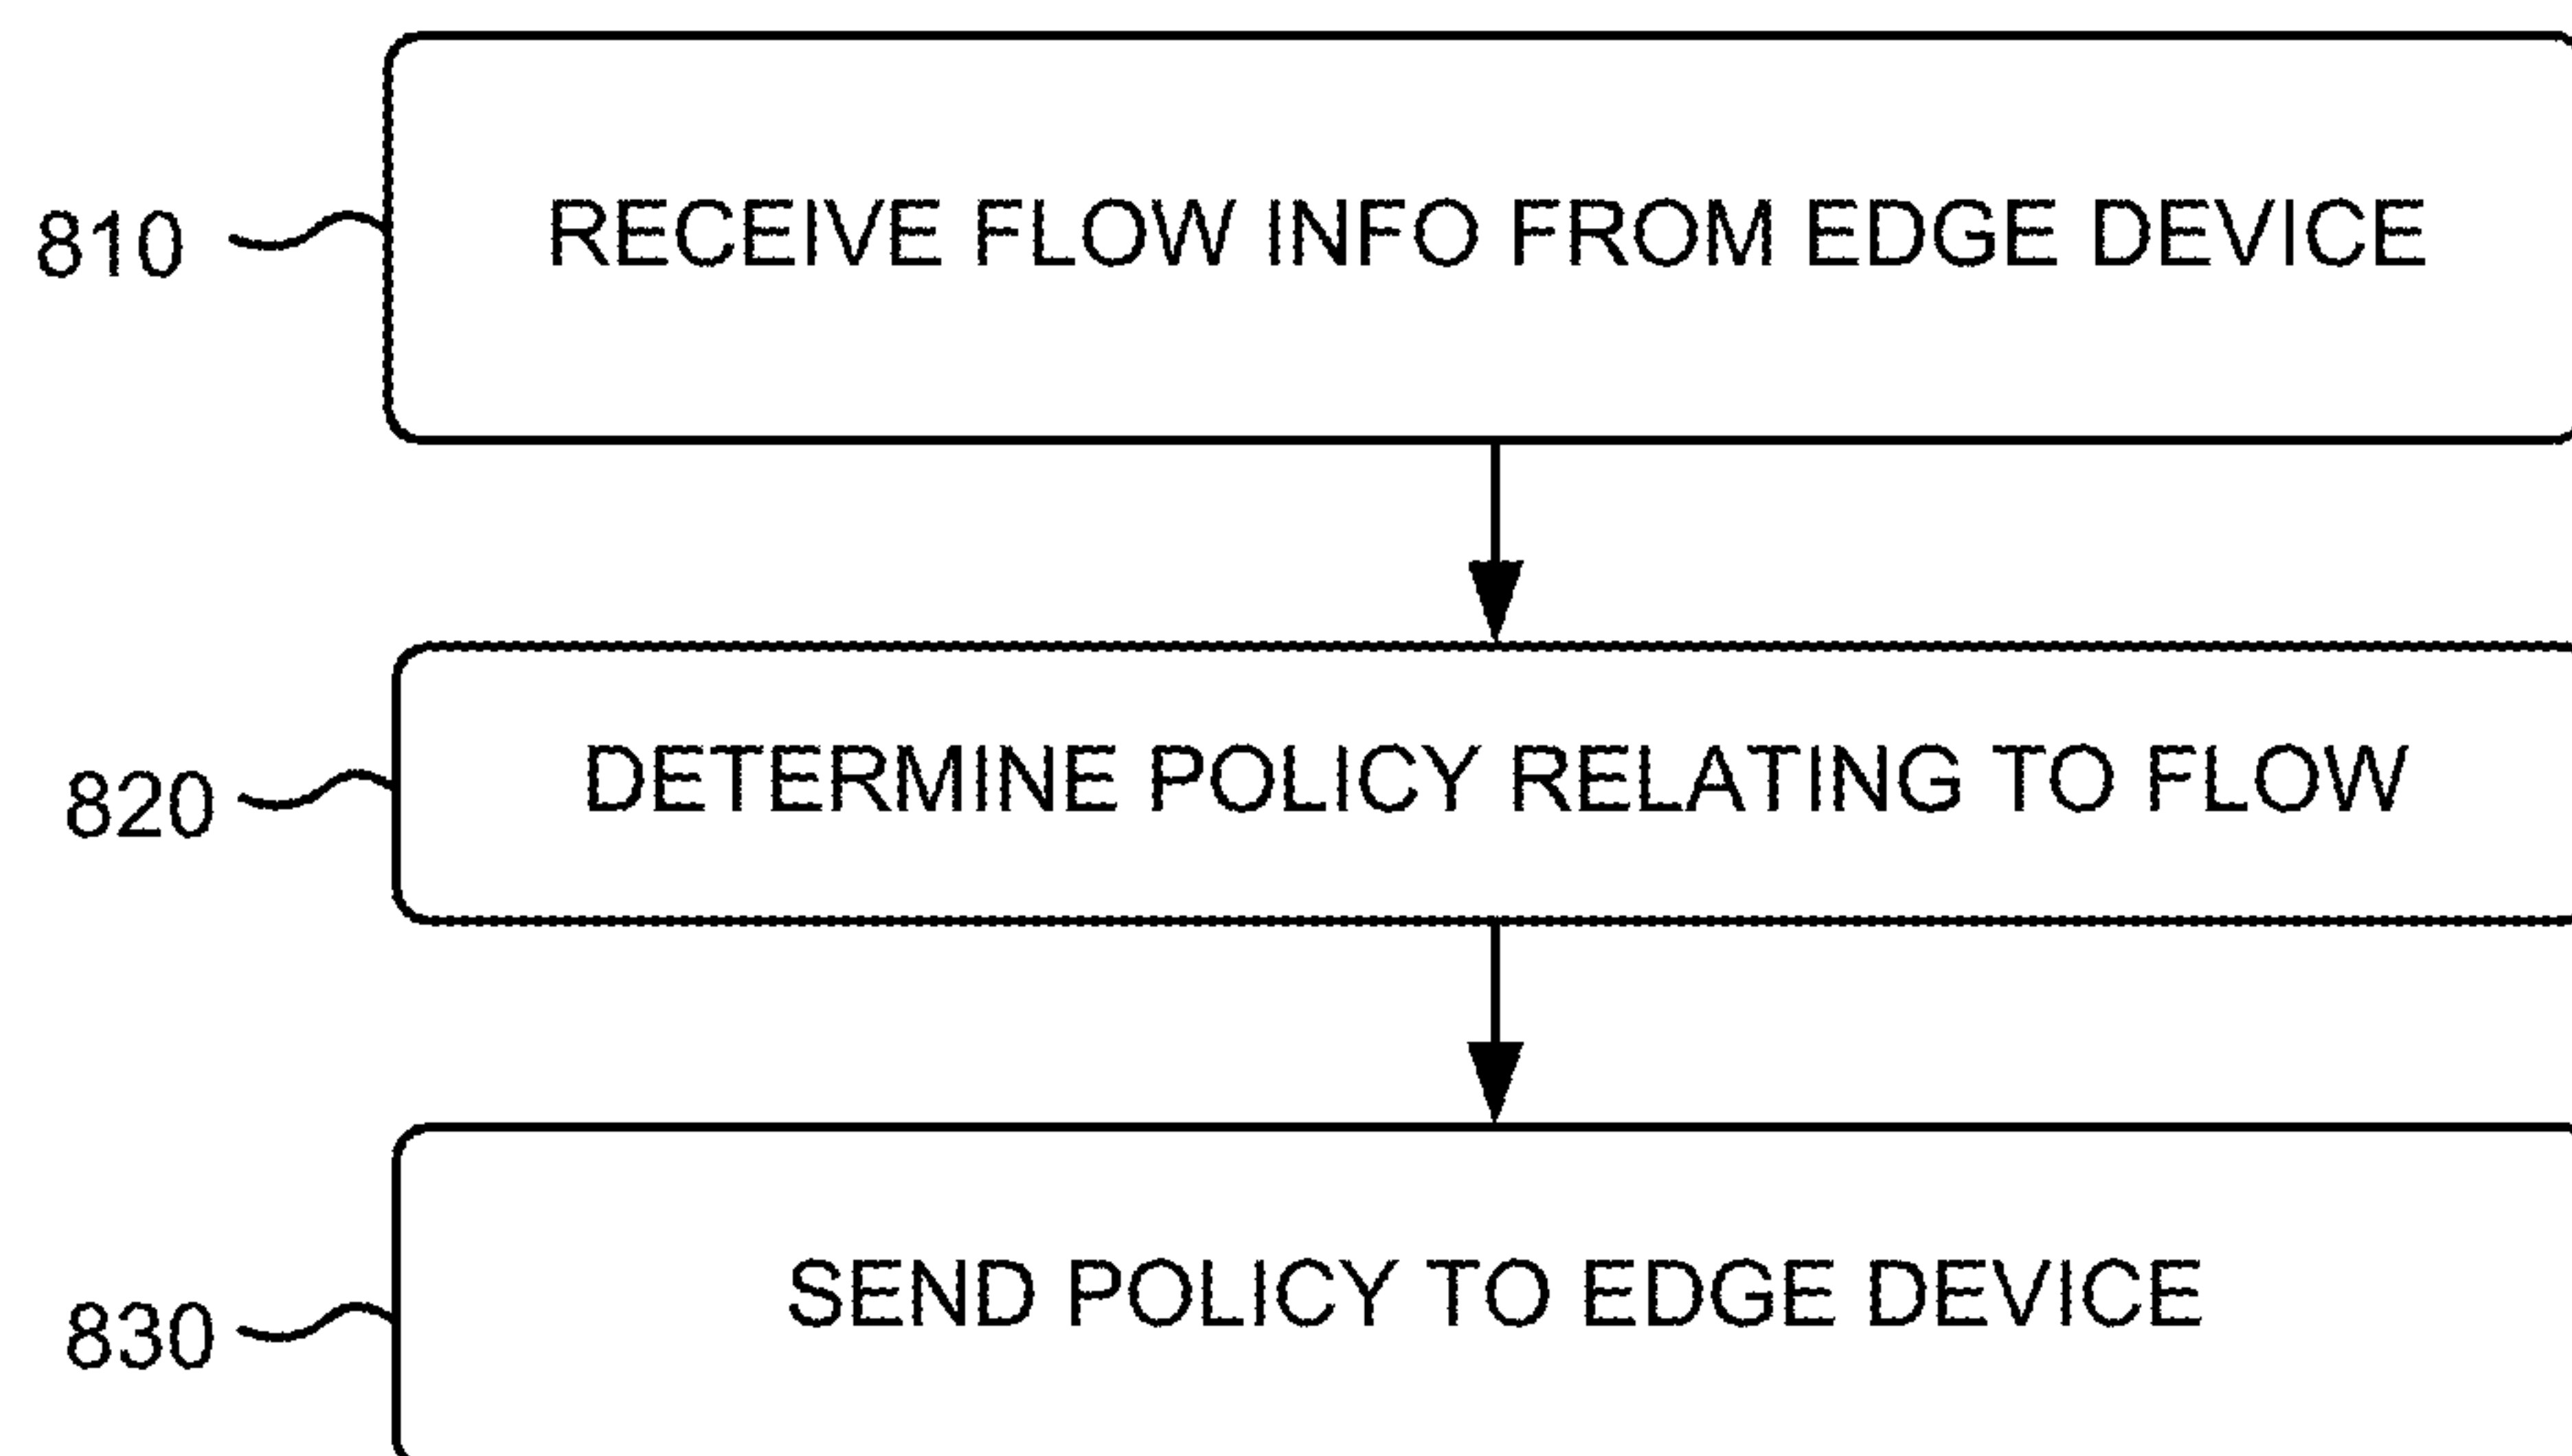 810 RECEIVE FLOW INFO FROM EDGE DEVICE
820 DETERMINE POLICY RELATING TO FLOW
830 SEND POLICY TO EDGE DEVICE